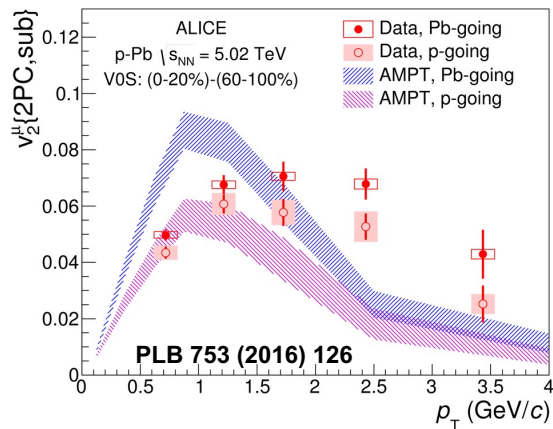 ALICE
p-Pb √sNN = 5.02 TeV
V0S: (0-20%)-(60-100%)
Data, Pb-going
Data, p-going
AMPT, Pb-going
AMPT, p-going
v2μ{2PC,sub}
0.12
0.1
0.08
0.06
0.04
0.02
0
PLB 753 (2016) 126
0 0.5 1 1.5 2 2.5 3 3.5 4
pT (GeV/c)